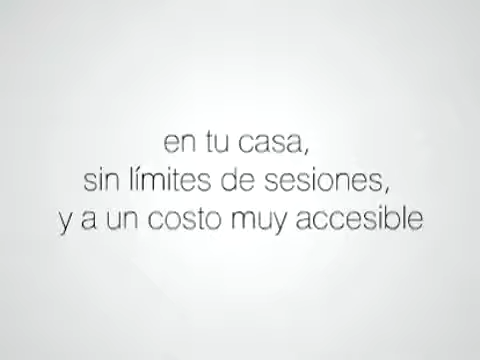 en tu casa,
sin límites de sesiones,
y a un costo muy accesible